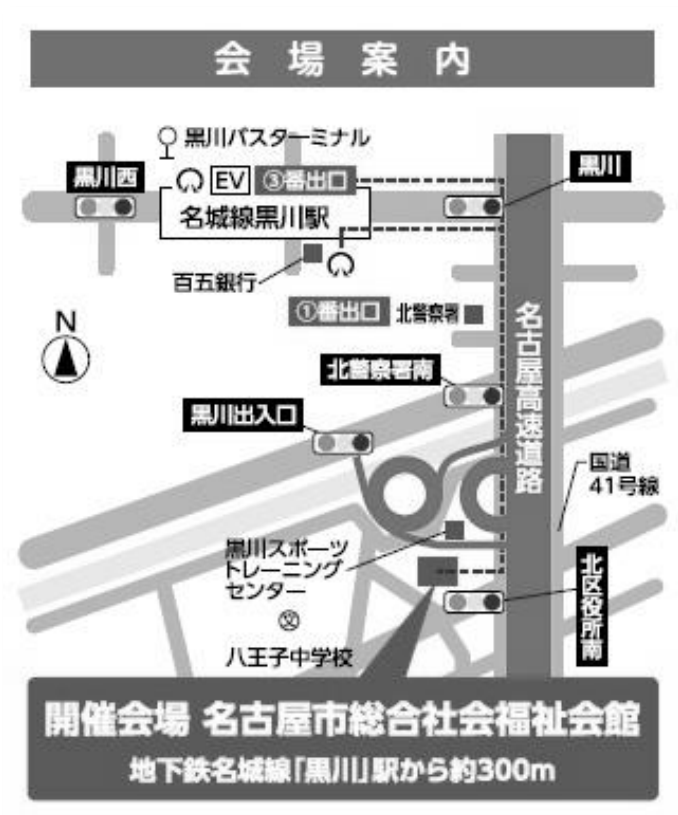 会場案内
黒川バスターミナル
黒川西
EV
③番出口
黒川
名城線黒川駅
百五銀行
①番出口
北警察署
N
名古屋高速道路
北警察署南
黒川出入口
国道
41号線
黒川スポーツ
トレーニング
センター
北区役所南
文
八王子中学校
開催会場 名古屋市総合社会福祉会館
地下鉄名城線「黒川」駅から約300m